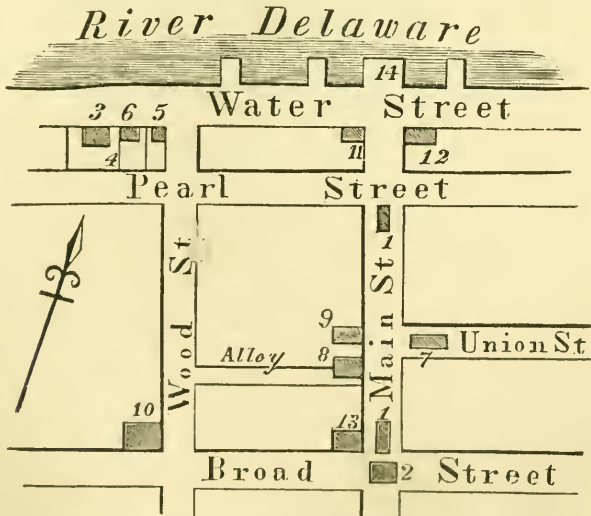 River Delaware
14
Water Street
3 6 5
4 11 12
Pearl Street
1
Wood St
Main St
9
Alloy 8
7 Union St
10 13 1
Broad 2 Street